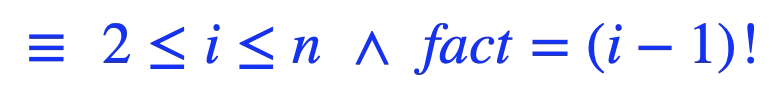 ≡ 2 ≤ i ≤ n ∧ fact = (i − 1)!